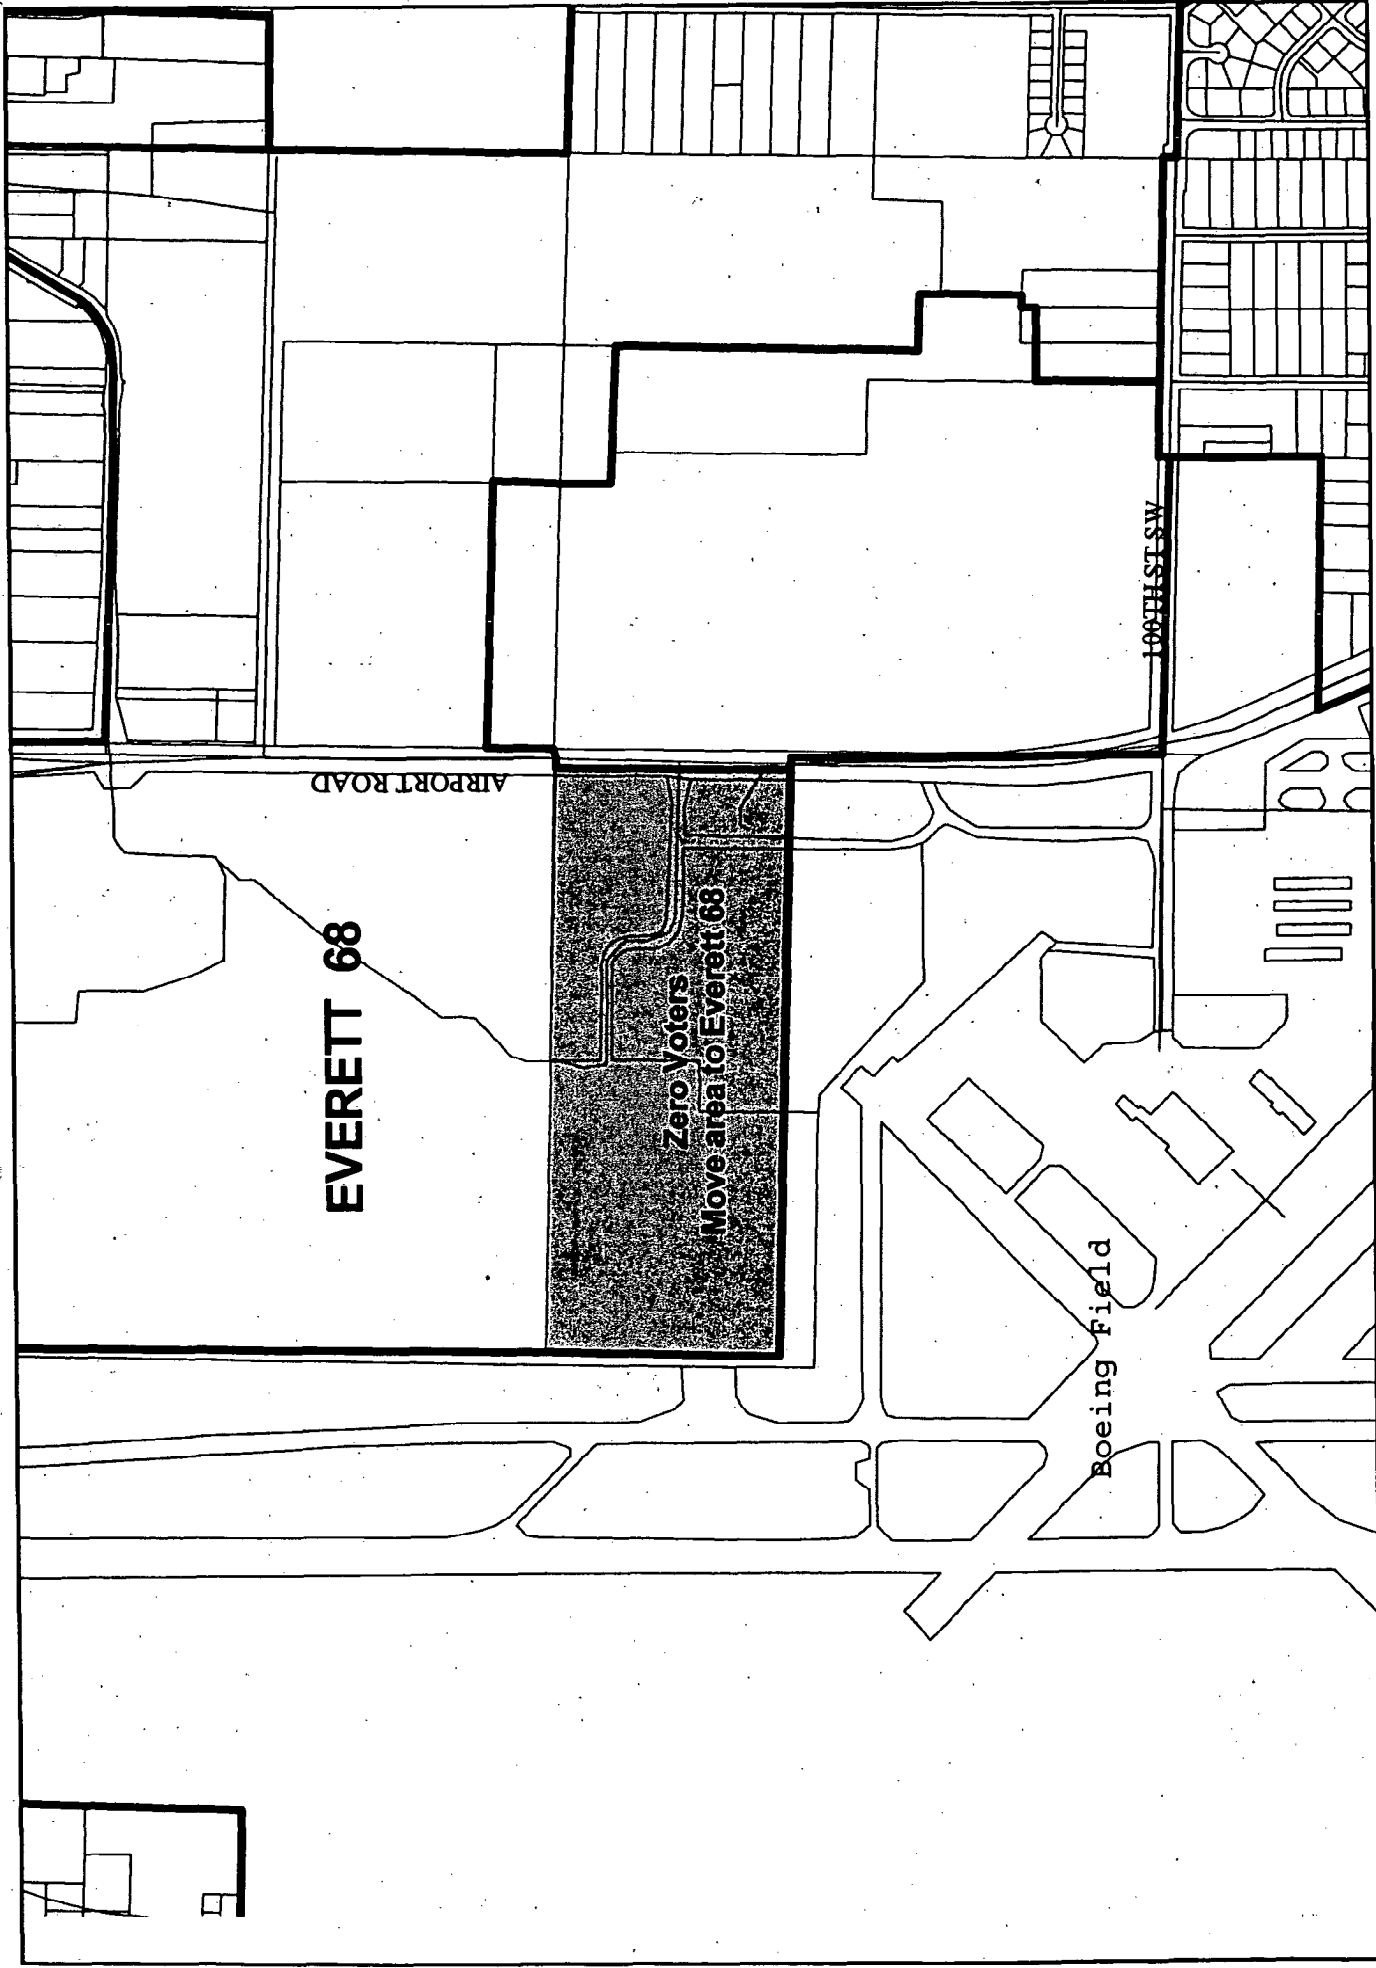 AIRPORT ROAD
EVERETT 68
Zero Voters
Move area to Everett 68
100TH ST SW
Boeing Field